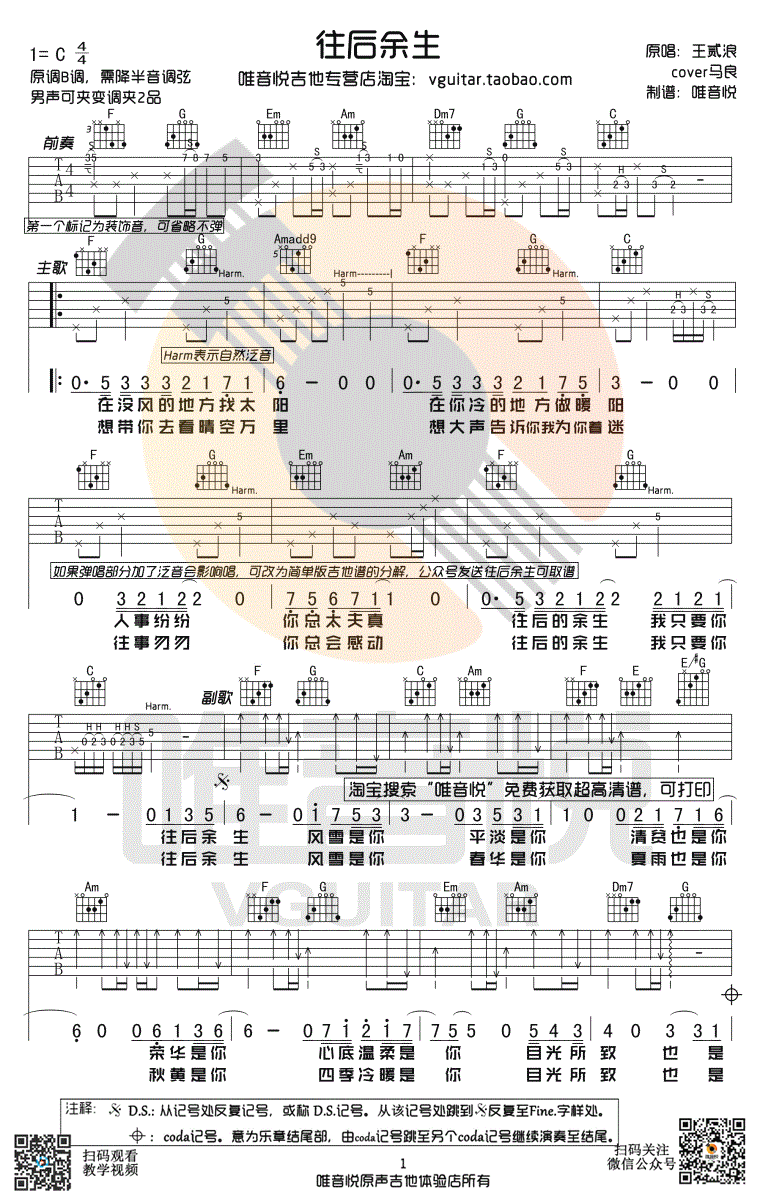 往后余生
1= C 4/4
原调B调，需降半音调弦
男声可夹变调夹2品
唯音悦吉他专营店淘宝：vguitar.taobao.com
原唱：王贰浪
cover马良
制谱：唯音悦
F G Em Am Dm7 G C
前奏
第一个标记为装饰音，可省略不弹
F G Amadd9 F G C
主歌
Harm. Harm---------| Harm.
Harm表示自然泛音
0· 5 3 3 3 2 1 7 1 6 – 0 0 0· 5 3 3 3 2 1 7 5 3 – 0 0
在没风的地方找太阳 在你冷的地方做暖阳
想带你去看晴空万里 想大声告诉你我为你着迷
F G Em Am F G
Harm. Harm.
如果弹唱部分加了泛音会影响唱，可改为简单版吉他谱的分解，公众号发送往后余生可取谱
0 3 2 1 2 2 0 0 7 5 6 7 1 1 0 0· 5 3 2 1 2 2 2 1 2 1
人事纷纷 你总太天真 往后的余生 我只要你
往事匆匆 你总会感动 往后的余生 我只要你
C F G C Am F E E/#G
副歌
Harm.
淘宝搜索“唯音悦”免费获取超高清谱，可打印
1 – 0 1 3 5 6 – 0 1 7 5 3 3 – 0 3 5 3 1 0 0 0 2 1 7 1 6
往后余生 风雪是你 平淡是你 清贫也是你
往后余生 风雪是你 春华是你 夏雨也是你
唯音悦
VGUITAR
Am F G Em Am Dm7 G
6 0 0 6 1 3 6 6 – 0 7 1 2 1 7 7 5 5 0 5 4 3 4 0 3 3 1
荣华是你 心底温柔是你 目光所致 也是
秋黄是你 四季冷暖是你 目光所致 也是
注释： D.S.: 从记号处反复记号，或称 D.S.记号。从该记号处跳到反复至Fine.字样处。
：coda记号。意为乐章结尾部，由coda记号跳至另个coda记号继续演奏至结尾。
扫码观看
教学视频
1
唯音悦原声吉他体验店所有
扫码关注
微信公众号